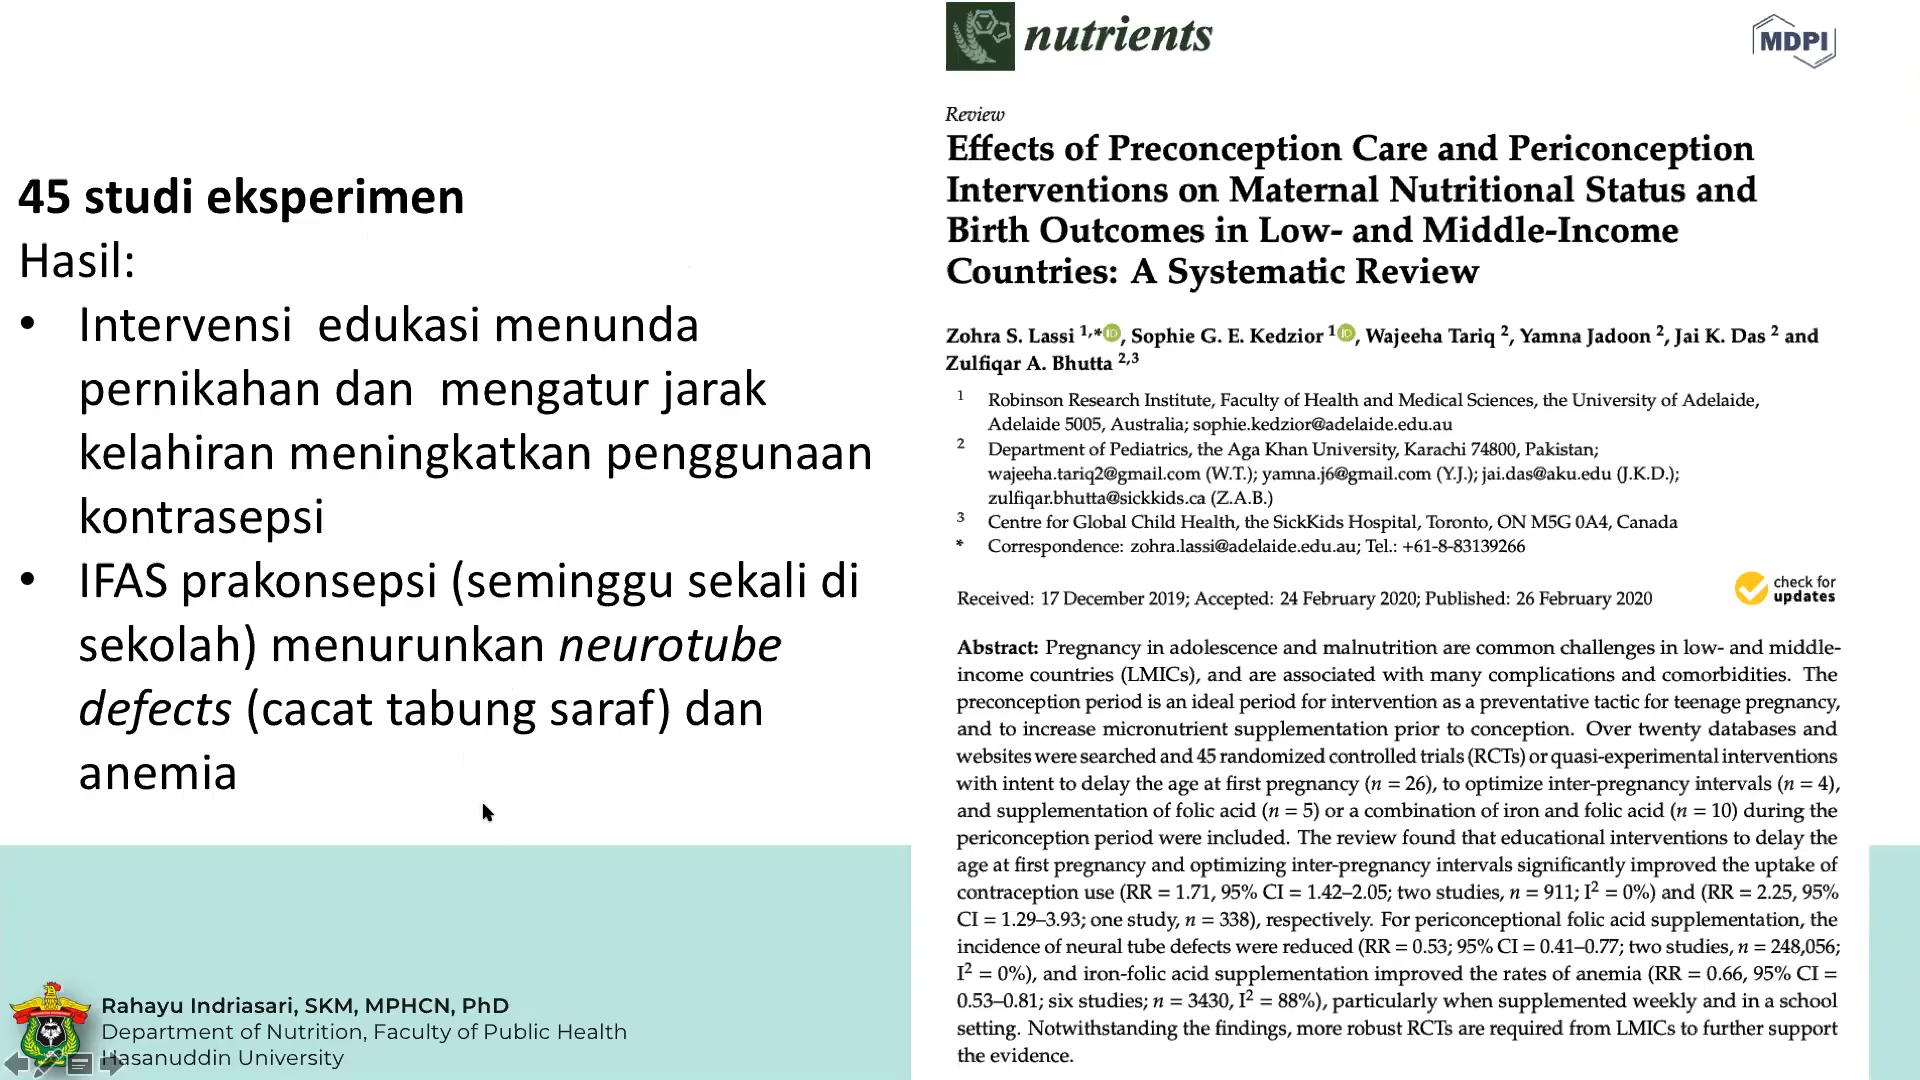 45 studi eksperimen
Hasil:
• Intervensi edukasi menunda
pernikahan dan mengatur jarak
kelahiran meningkatkan penggunaan
kontrasepsi
• IFAS prakonsepsi (seminggu sekali di
sekolah) menurunkan neurotube
defects (cacat tabung saraf) dan
anemia
Rahayu Indriasari, SKM, MPHCN, PhD
Department of Nutrition, Faculty of Public Health
Hasanuddin University
nutrients
MDPI
Review
Effects of Preconception Care and Periconception
Interventions on Maternal Nutritional Status and
Birth Outcomes in Low- and Middle-Income
Countries: A Systematic Review
Zohra S. Lassi 1,* iD, Sophie G. E. Kedzior 1 iD, Wajeeha Tariq 2, Yamna Jadoon 2, Jai K. Das 2 and
Zulfiqar A. Bhutta 2,3
1 Robinson Research Institute, Faculty of Health and Medical Sciences, the University of Adelaide,
Adelaide 5005, Australia; sophie.kedzior@adelaide.edu.au
2 Department of Pediatrics, the Aga Khan University, Karachi 74800, Pakistan;
wajeeha.tariq2@gmail.com (W.T.); yamna.j6@gmail.com (Y.J.); jai.das@aku.edu (J.K.D.);
zulfiqar.bhutta@sickkids.ca (Z.A.B.)
3 Centre for Global Child Health, the SickKids Hospital, Toronto, ON M5G 0A4, Canada
* Correspondence: zohra.lassi@adelaide.edu.au; Tel.: +61-8-83139266
Received: 17 December 2019; Accepted: 24 February 2020; Published: 26 February 2020
check for
updates
Abstract: Pregnancy in adolescence and malnutrition are common challenges in low- and middle-
income countries (LMICs), and are associated with many complications and comorbidities. The
preconception period is an ideal period for intervention as a preventative tactic for teenage pregnancy,
and to increase micronutrient supplementation prior to conception. Over twenty databases and
websites were searched and 45 randomized controlled trials (RCTs) or quasi-experimental interventions
with intent to delay the age at first pregnancy (n = 26), to optimize inter-pregnancy intervals (n = 4),
and supplementation of folic acid (n = 5) or a combination of iron and folic acid (n = 10) during the
periconception period were included. The review found that educational interventions to delay the
age at first pregnancy and optimizing inter-pregnancy intervals significantly improved the uptake of
contraception use (RR = 1.71, 95% CI = 1.42–2.05; two studies, n = 911; I2 = 0%) and (RR = 2.25, 95%
CI = 1.29–3.93; one study, n = 338), respectively. For periconceptional folic acid supplementation, the
incidence of neural tube defects were reduced (RR = 0.53; 95% CI = 0.41–0.77; two studies, n = 248,056;
I2 = 0%), and iron-folic acid supplementation improved the rates of anemia (RR = 0.66, 95% CI =
0.53–0.81; six studies; n = 3430, I2 = 88%), particularly when supplemented weekly and in a school
setting. Notwithstanding the findings, more robust RCTs are required from LMICs to further support
the evidence.